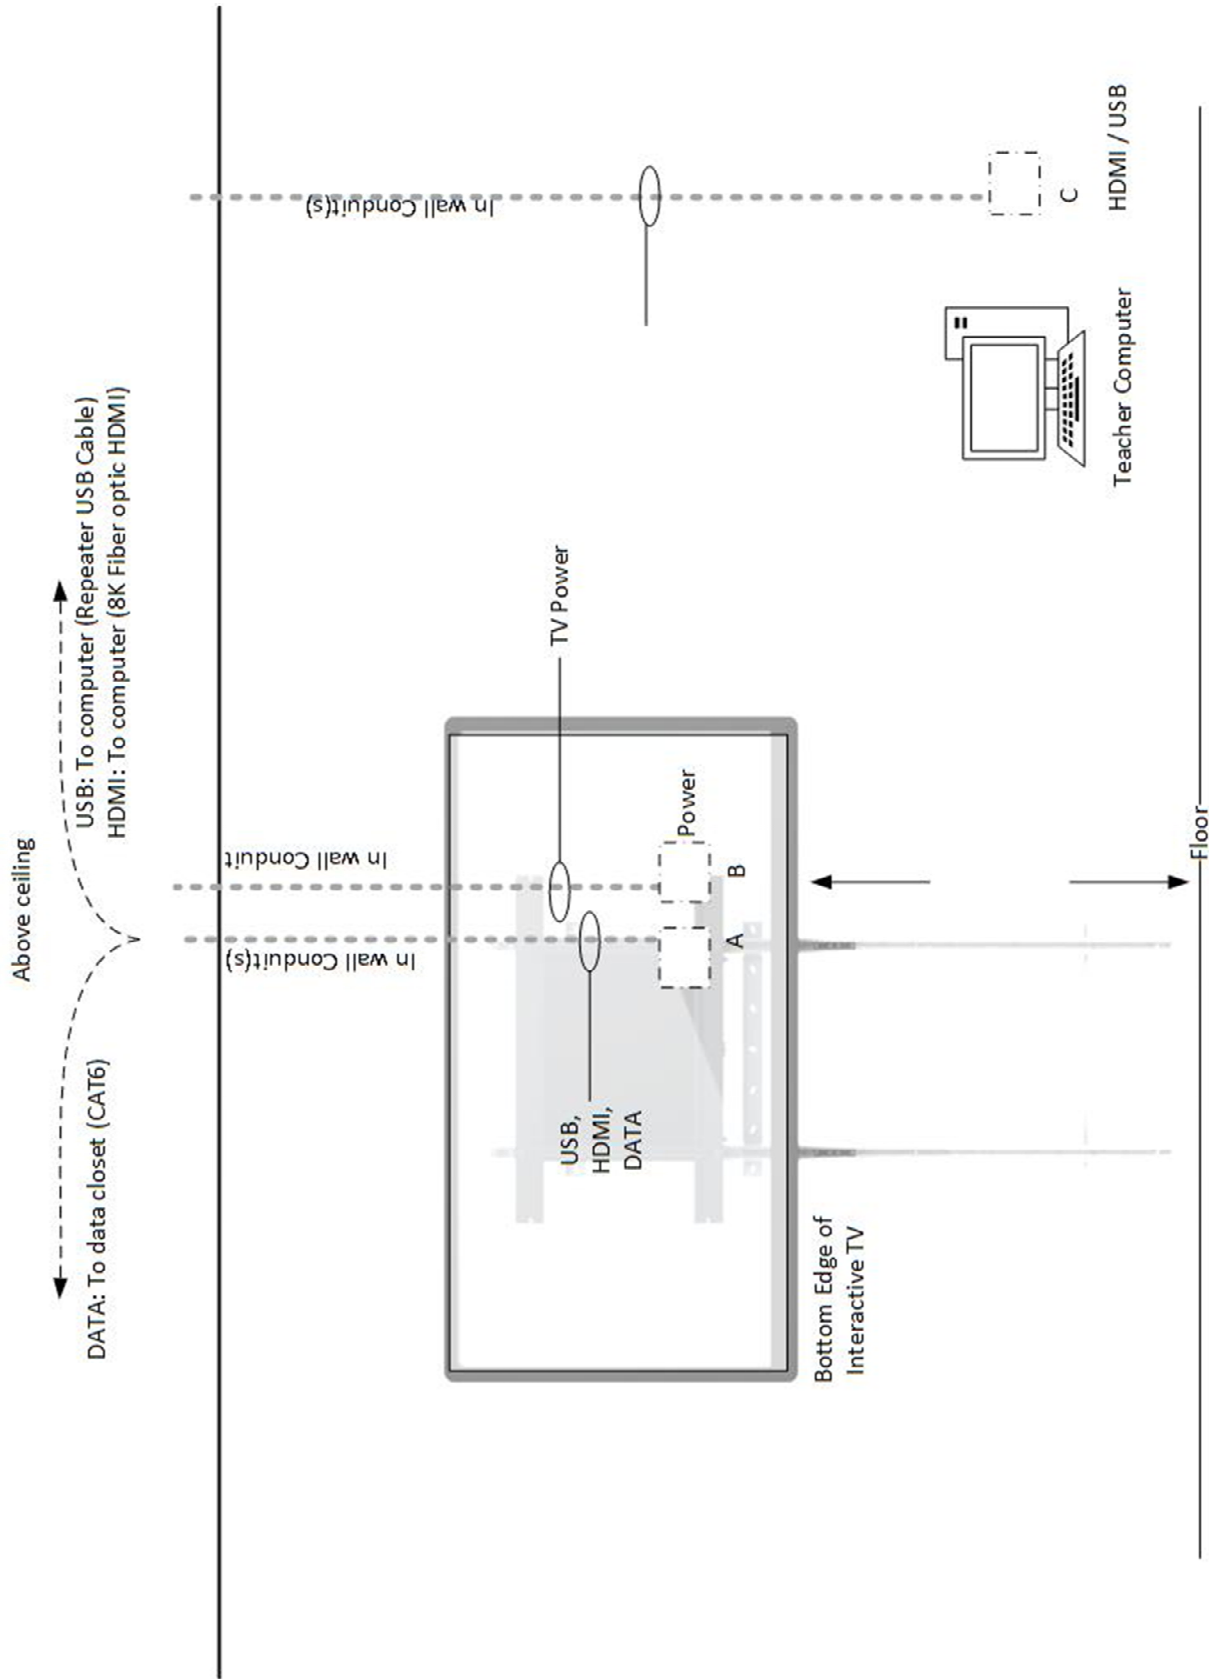 Above ceiling
DATA: To data closet (CAT6)
USB: To computer (Repeater USB Cable)
HDMI: To computer (8K Fiber optic HDMI)
In wall Conduit(s)
In wall Conduit
In wall Conduit(s)
USB,
HDMI,
DATA
TV Power
Power
A
B
Bottom Edge of
Interactive TV
Teacher Computer
C
HDMI / USB
Floor